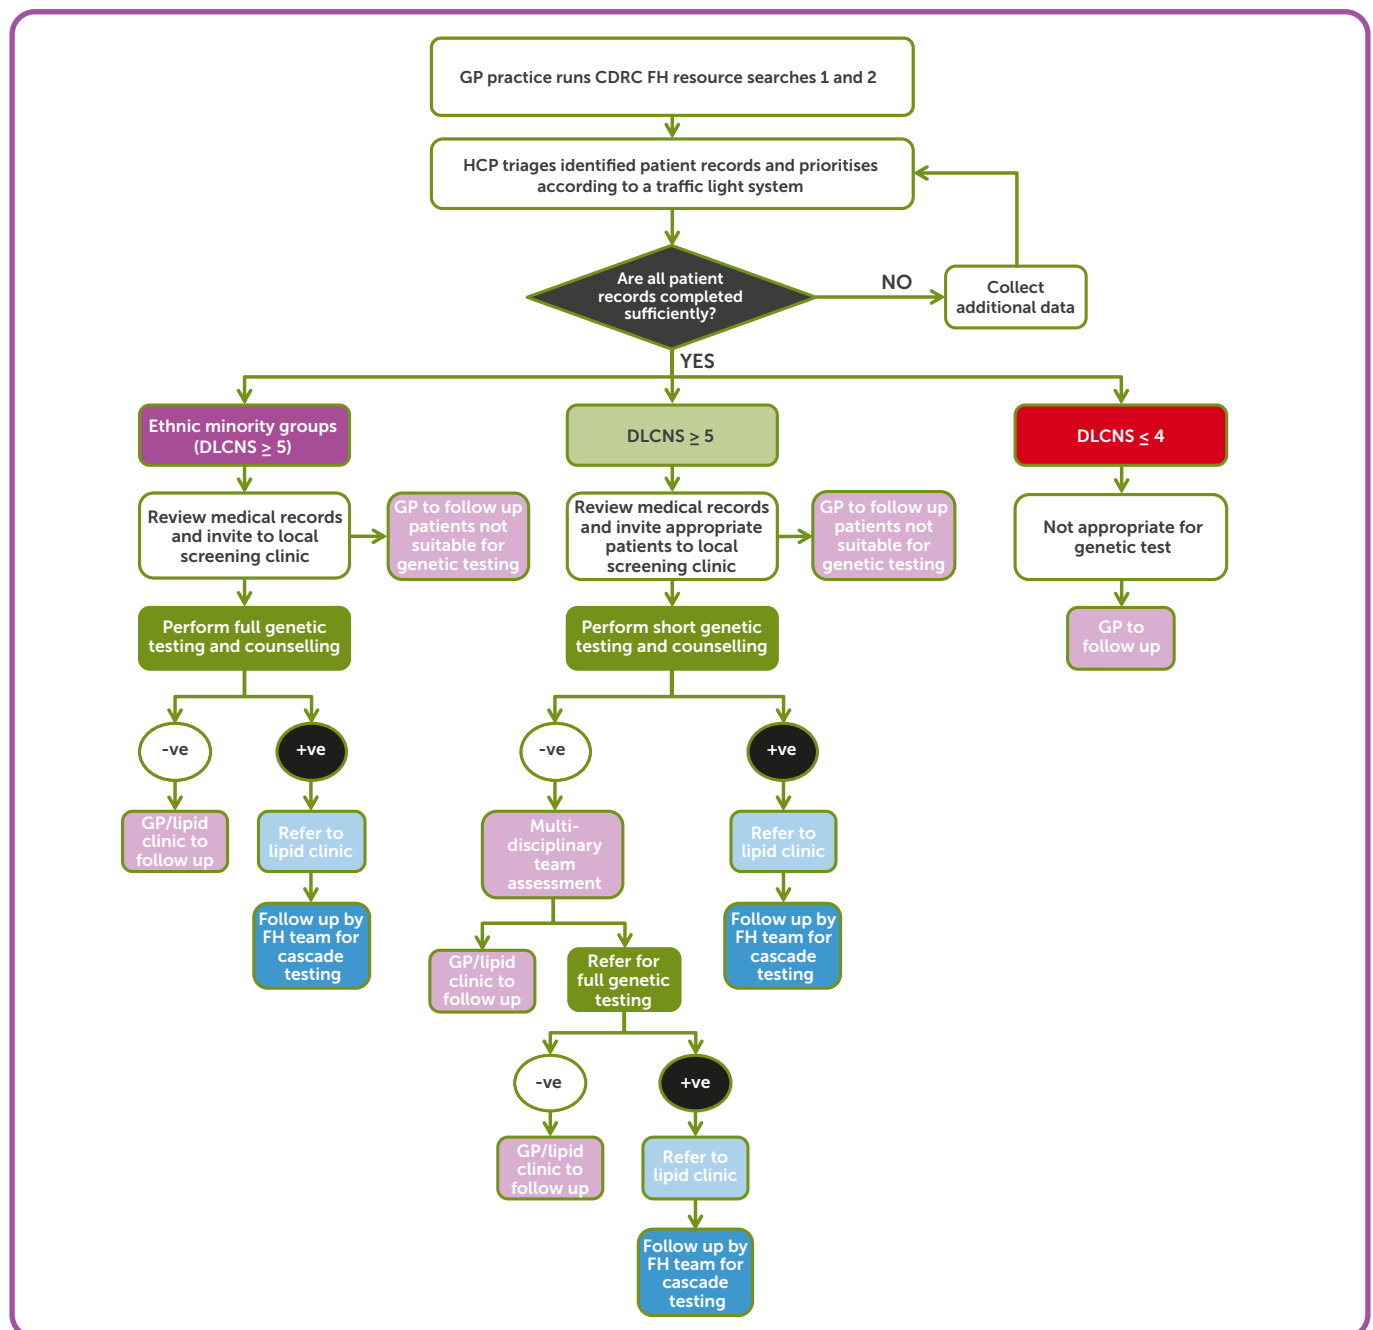 GP practice runs CDRC FH resource searches 1 and 2
HCP triages identified patient records and prioritises
according to a traffic light system
Are all patient
records completed
sufficiently?
NO
Collect
additional data
YES
Ethnic minority groups
(DLCNS ≥ 5)
DLCNS ≥ 5
DLCNS ≤ 4
Review medical records
and invite to local
screening clinic
GP to follow up
patients not
suitable for
genetic testing
Review medical records
and invite appropriate
patients to local
screening clinic
GP to follow up
patients not
suitable for
genetic testing
Not appropriate for
genetic test
Perform full genetic
testing and counselling
Perform short genetic
testing and counselling
GP to
follow up
-ve
+ve
-ve
+ve
GP/lipid
clinic to
follow up
Refer to
lipid clinic
Multi-
disciplinary
team
assessment
Refer to
lipid clinic
Follow up by
FH team for
cascade
testing
GP/lipid
clinic to
follow up
Refer for
full genetic
testing
Follow up by
FH team for
cascade
testing
-ve
+ve
GP/lipid
clinic to
follow up
Refer to
lipid clinic
Follow up by
FH team for
cascade
testing